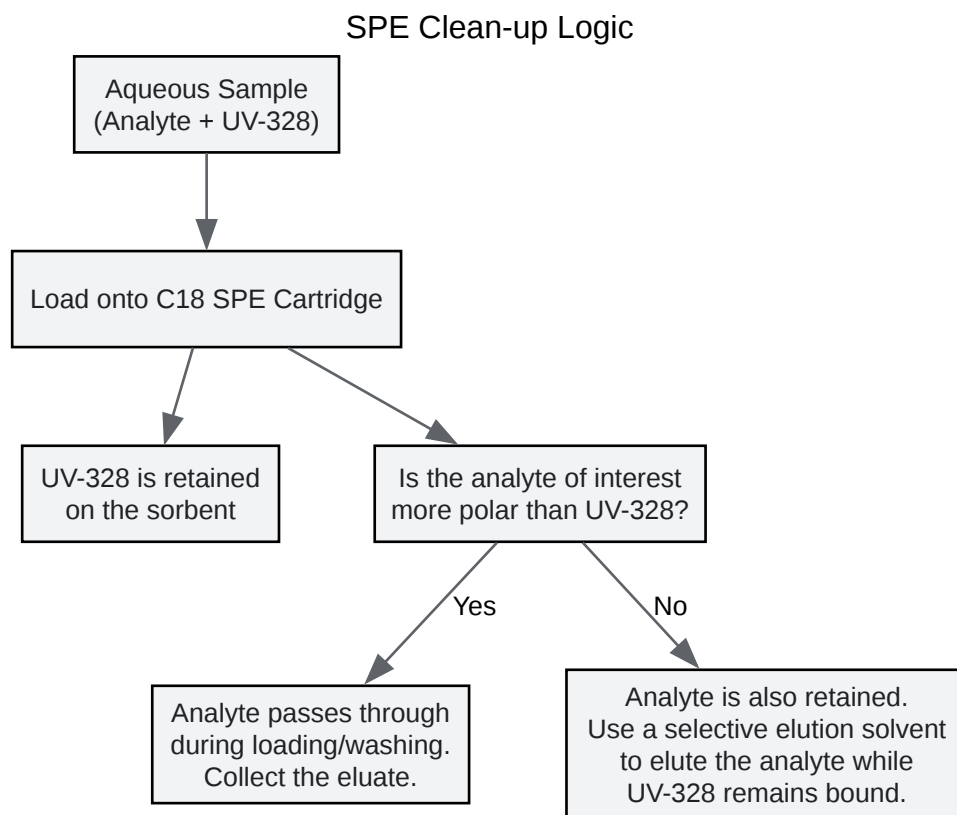 SPE Clean-up Logic
Aqueous Sample
(Analyte + UV-328)
Load onto C18 SPE Cartridge
UV-328 is retained
on the sorbent
Is the analyte of interest
more polar than UV-328?
Yes
No
Analyte passes through
during loading/washing.
Collect the eluate.
Analyte is also retained.
Use a selective elution solvent
to elute the analyte while
UV-328 remains bound.